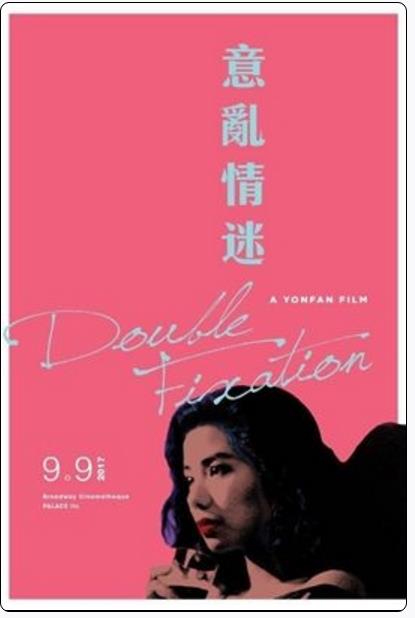 意亂情迷
A YONFAN FILM
Double
Fixation
9.9 2017
Broadway Cinematheque
PALACE ifc